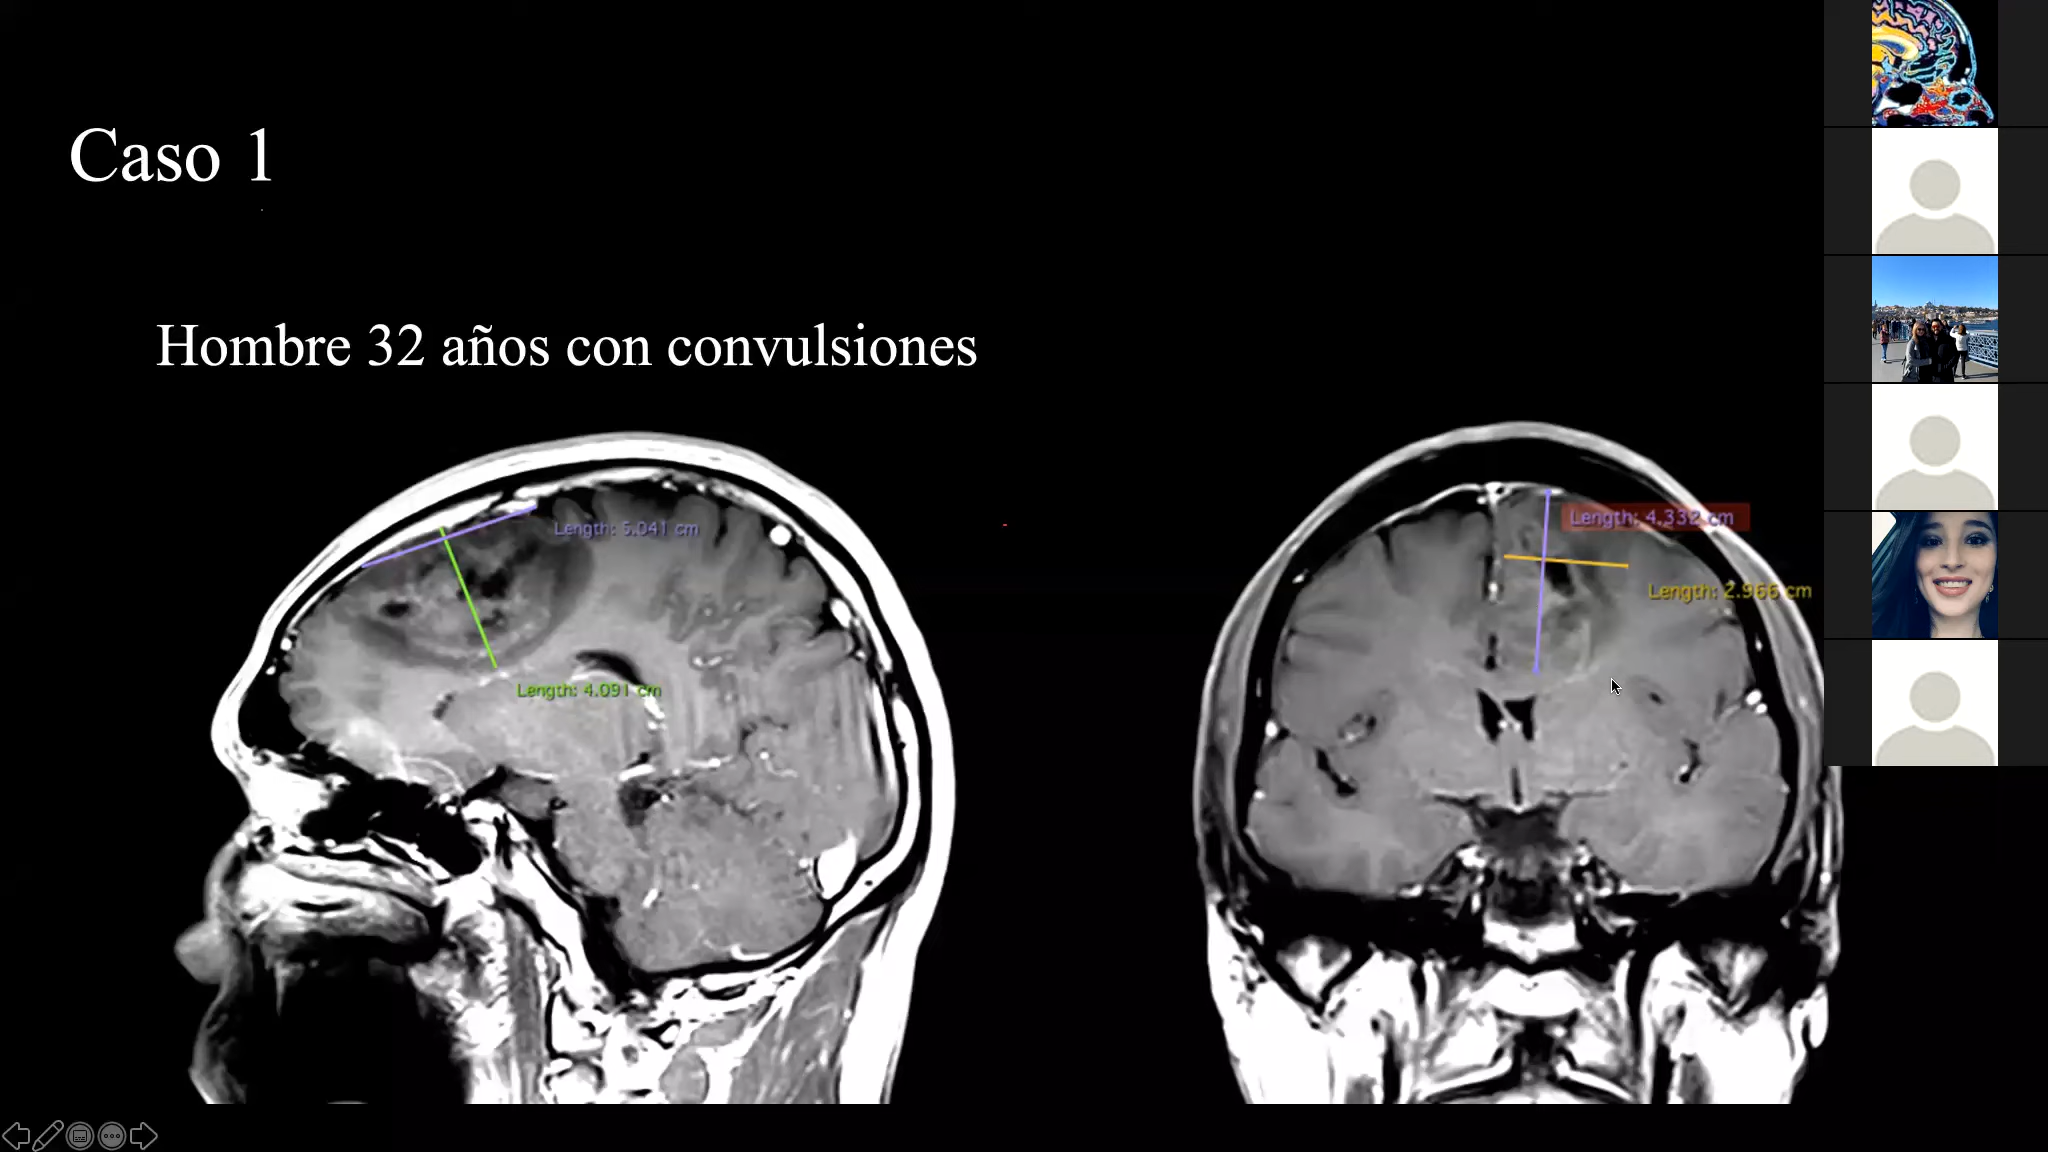 Caso 1
Hombre 32 años con convulsiones
Length: 5.041 cm
Length: 4.091 cm
Length: 4.332 cm
Length: 2.966 cm